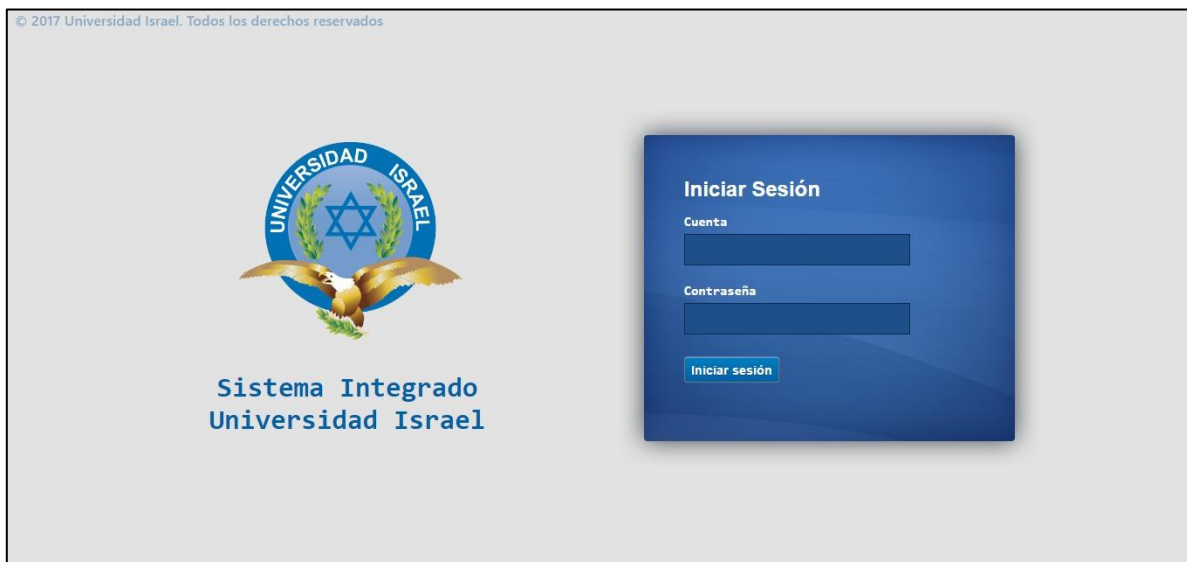 © 2017 Universidad Israel. Todos los derechos reservados
UNIVERSIDAD ISRAEL
Sistema Integrado
Universidad Israel
Iniciar Sesión
Cuenta
Contraseña
Iniciar sesión